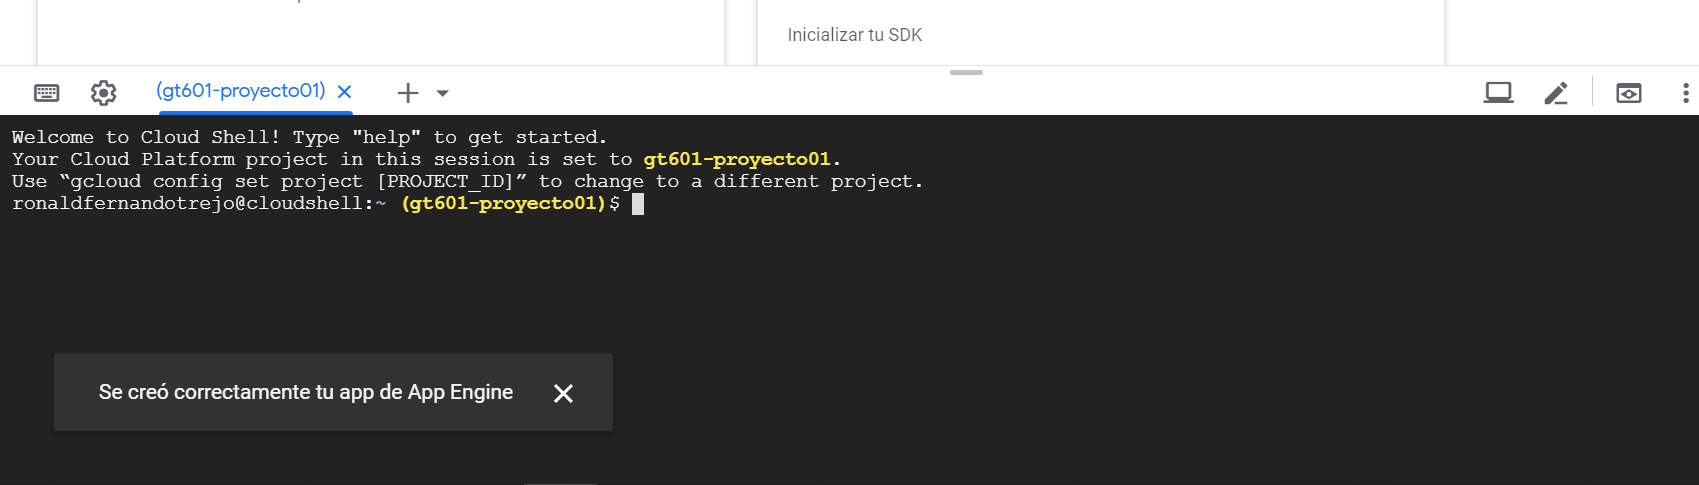 Inicializar tu SDK
(gt601-proyecto01)
Welcome to Cloud Shell! Type "help" to get started.
Your Cloud Platform project in this session is set to gt601-proyecto01.
Use “gcloud config set project [PROJECT_ID]” to change to a different project.
ronaldfernandotrejo@cloudshell:~ (gt601-proyecto01)$
Se creó correctamente tu app de App Engine